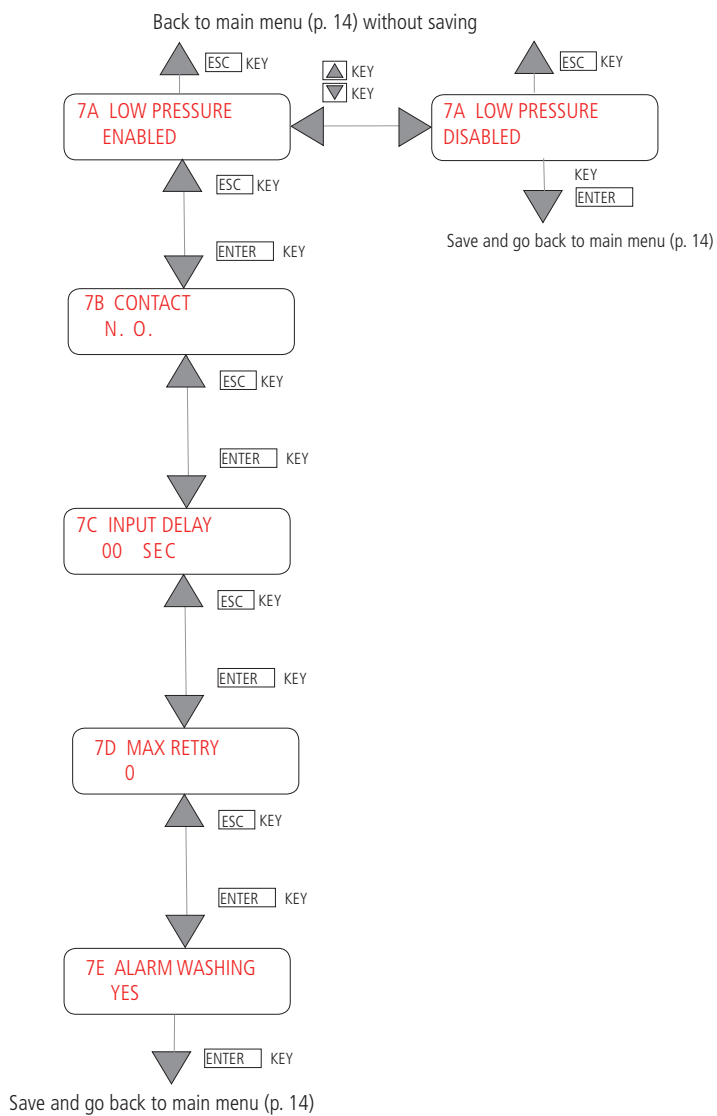 Back to main menu (p. 14) without saving
ESC KEY
KEY
KEY
ESC KEY
7A LOW PRESSURE
ENABLED
7A LOW PRESSURE
DISABLED
ESC KEY
KEY
ENTER
Save and go back to main menu (p. 14)
ENTER KEY
7B CONTACT
N. O.
ESC KEY
ENTER KEY
7C INPUT DELAY
00 SEC
ESC KEY
ENTER KEY
7D MAX RETRY
0
ESC KEY
ENTER KEY
7E ALARM WASHING
YES
ENTER KEY
Save and go back to main menu (p. 14)